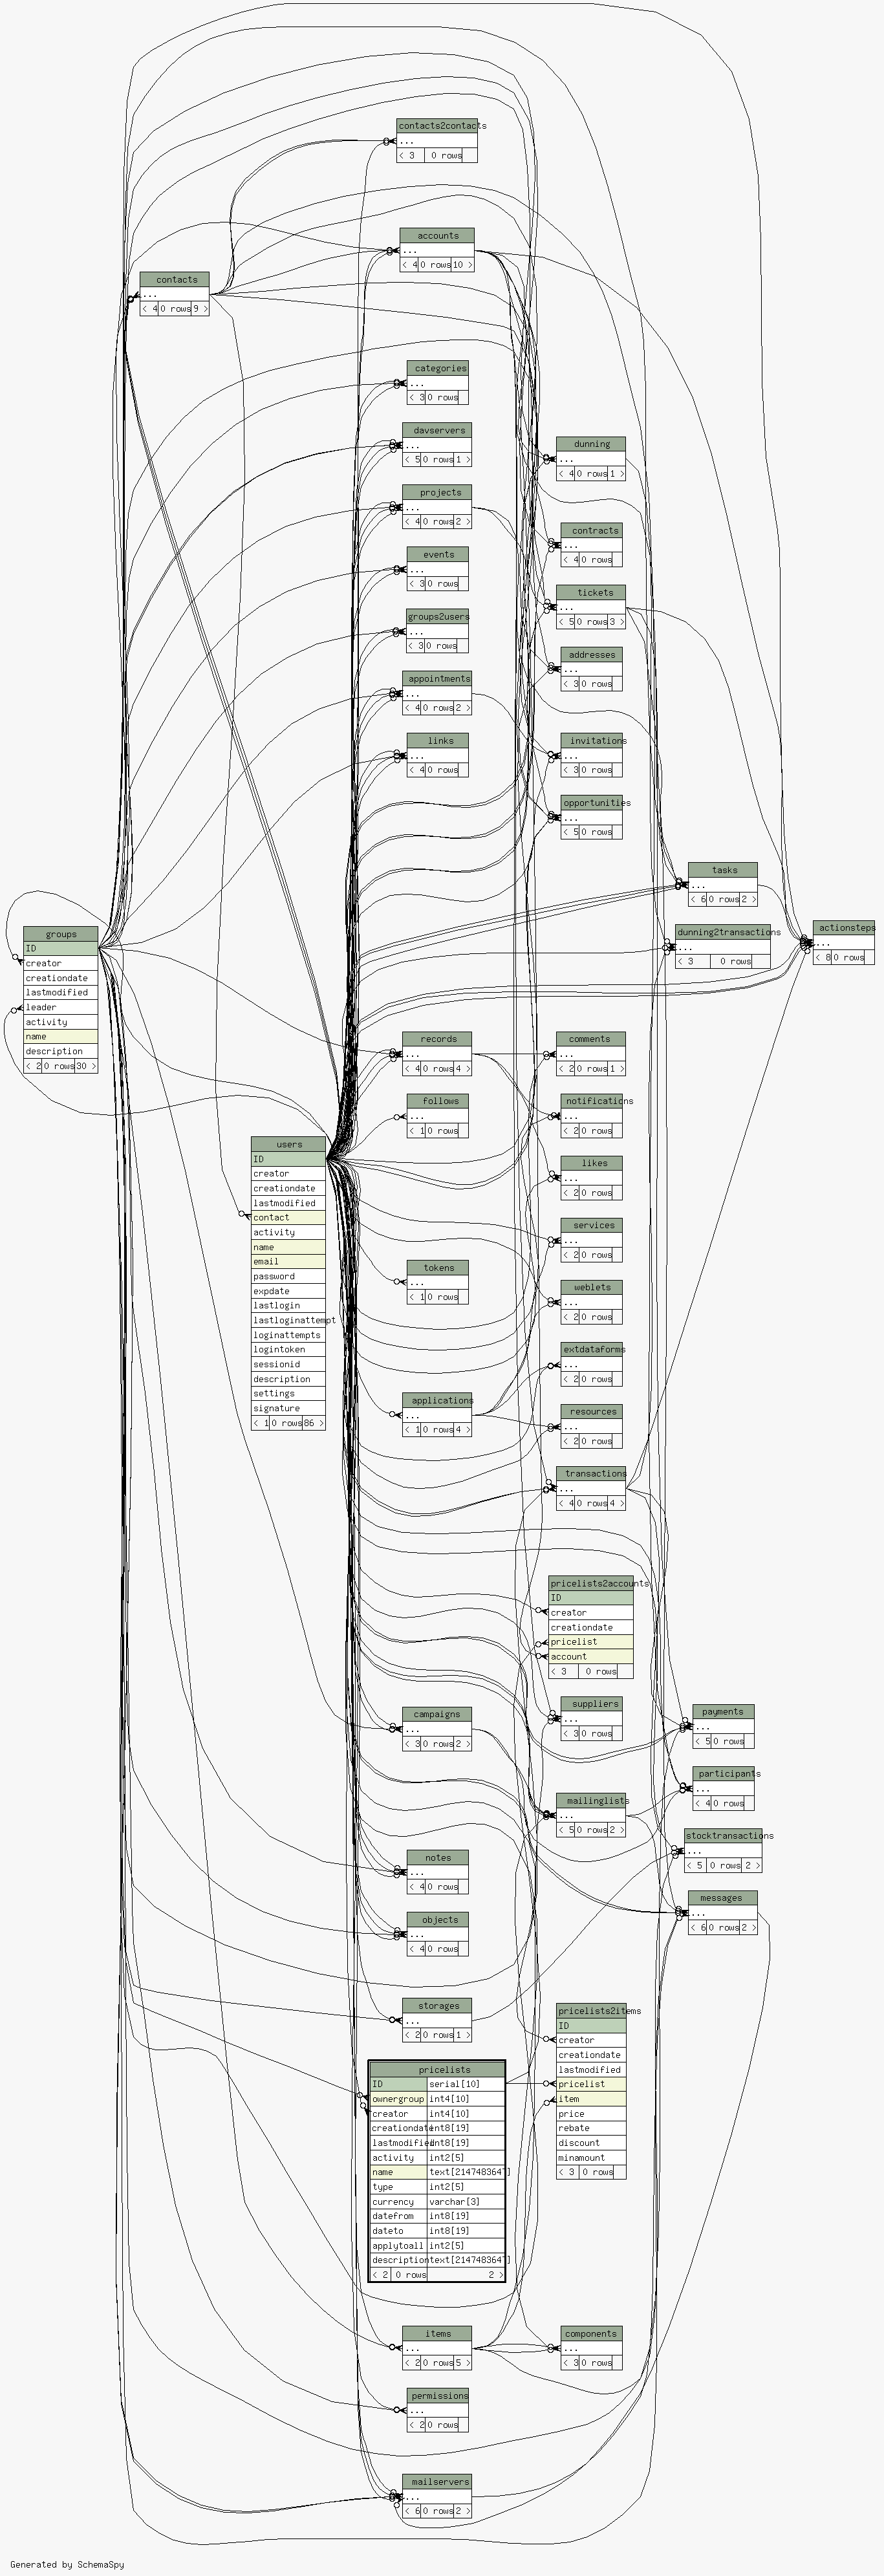 contacts2contacts
...
< 3 0 rows
accounts
...
< 4 0 rows 10 >
contacts
...
< 4 0 rows 9 >
categories
...
< 3 0 rows
davservers
...
< 5 0 rows 1 >
dunning
...
< 4 0 rows 1 >
projects
...
< 4 0 rows 2 >
contracts
...
< 4 0 rows
events
...
< 3 0 rows
tickets
...
< 5 0 rows 3 >
groups2users
...
< 3 0 rows
addresses
...
< 3 0 rows
appointments
...
< 4 0 rows 2 >
links
...
< 4 0 rows
invitations
...
< 3 0 rows
opportunities
...
< 5 0 rows
tasks
...
< 6 0 rows 2 >
groups
ID
creator
creationdate
lastmodified
leader
activity
name
description
< 2 0 rows 30 >
dunning2transactions
...
< 3 0 rows
actionsteps
...
< 8 0 rows
records
...
< 4 0 rows 4 >
comments
...
< 2 0 rows 1 >
follows
...
< 1 0 rows
notifications
...
< 2 0 rows
users
ID
creator
creationdate
lastmodified
contact
activity
name
email
password
expdate
lastlogin
lastloginattempt
loginattempts
logintoken
sessionid
description
settings
signature
< 1 0 rows 86 >
likes
...
< 2 0 rows
services
...
< 2 0 rows
tokens
...
< 1 0 rows
weblets
...
< 2 0 rows
extdataforms
...
< 2 0 rows
applications
...
< 1 0 rows 4 >
resources
...
< 2 0 rows
transactions
...
< 4 0 rows 4 >
pricelists2accounts
ID
creator
creationdate
pricelist
account
< 3 0 rows
campaigns
...
< 3 0 rows 2 >
suppliers
...
< 3 0 rows
payments
...
< 5 0 rows
participants
...
< 4 0 rows
mailinglists
...
< 5 0 rows 2 >
stocktransactions
...
< 5 0 rows 2 >
notes
...
< 4 0 rows
messages
...
< 6 0 rows 2 >
objects
...
< 4 0 rows
storages
...
< 2 0 rows 1 >
pricelists2items
ID
creator
creationdate
lastmodified
pricelist
item
price
rebate
discount
minamount
< 3 0 rows
pricelists
ID serial[10]
ownergroup int4[10]
creator int4[10]
creationdate int8[19]
lastmodified int8[19]
activity int2[5]
name text[2147483647]
type int2[5]
currency varchar[3]
datefrom int8[19]
dateto int8[19]
applytoall int2[5]
description text[2147483647]
< 2 0 rows 2 >
items
...
< 2 0 rows 5 >
components
...
< 3 0 rows
permissions
...
< 2 0 rows
mailservers
...
< 6 0 rows 2 >
Generated by SchemaSpy